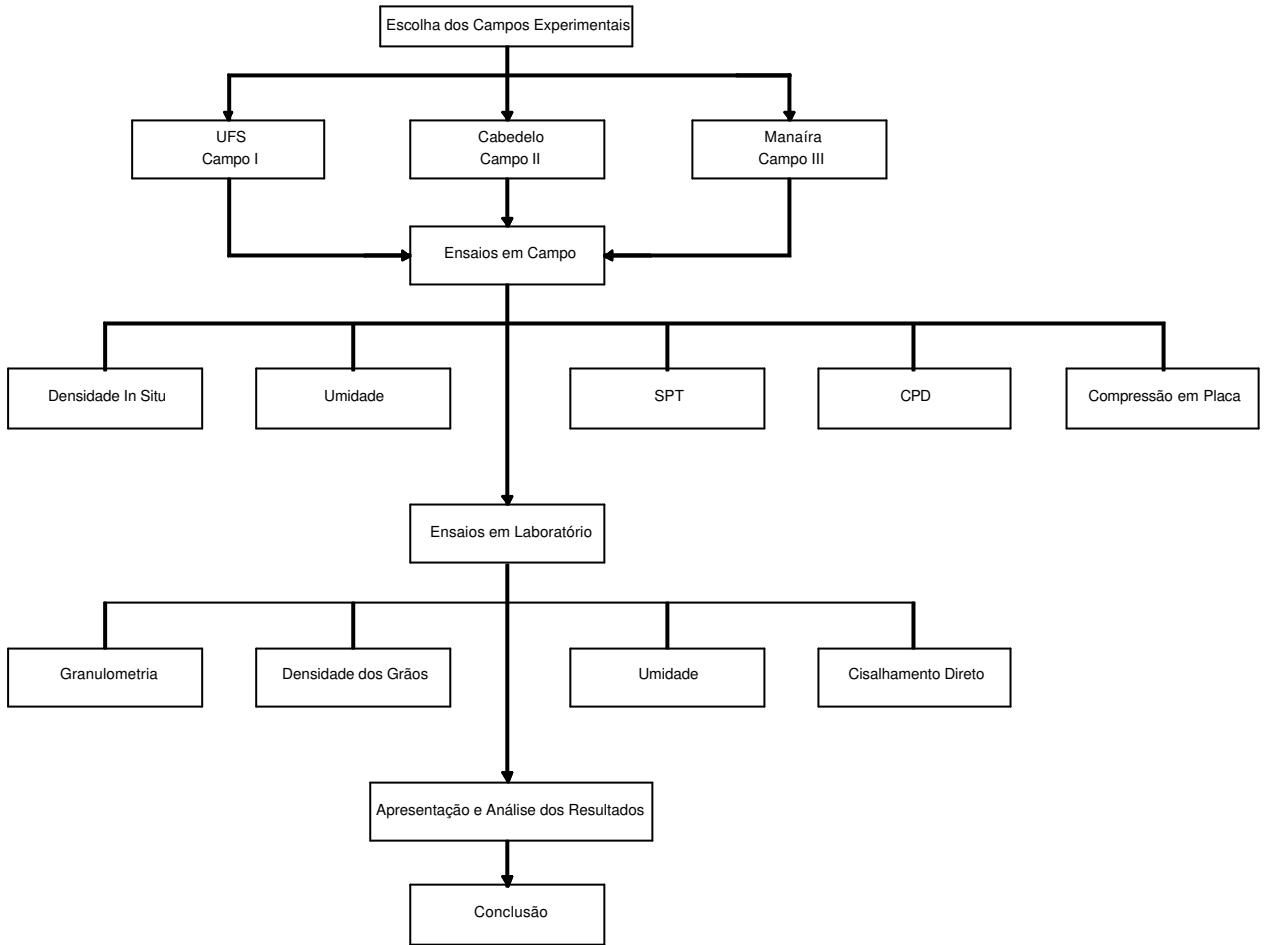 Escolha dos Campos Experimentais
UFS
Campo I
Cabedelo
Campo II
Manaíra
Campo III
Ensaios em Campo
Densidade In Situ
Umidade
SPT
CPD
Compressão em Placa
Ensaios em Laboratório
Granulometria
Densidade dos Grãos
Umidade
Cisalhamento Direto
Apresentação e Análise dos Resultados
Conclusão